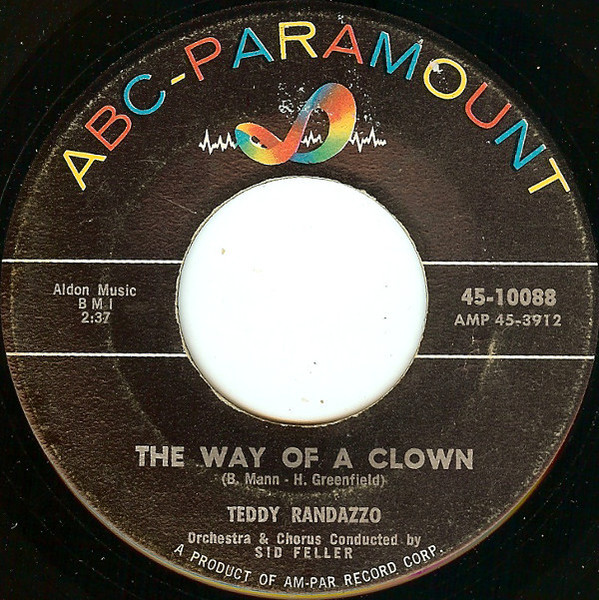 ABC-PARAMOUNT
Aldon Music
BMI
2:37
45-10088
AMP 45-3912
THE WAY OF A CLOWN
(B. Mann - H. Greenfield)
TEDDY RANDAZZO
Orchestra & Chorus Conducted by
SID FELLER
A PRODUCT OF AM-PAR RECORD CORP.